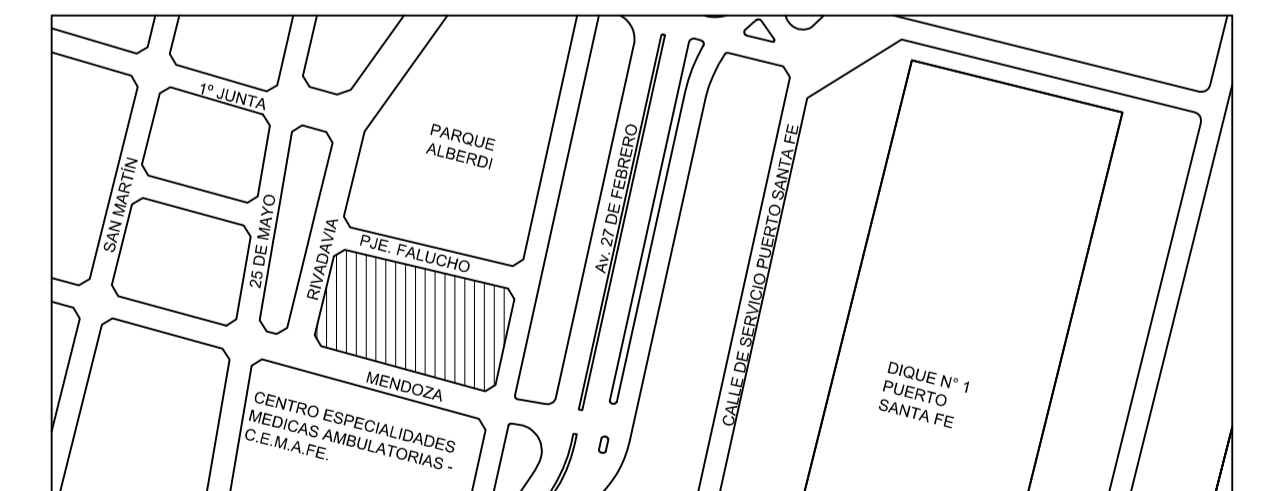 1º JUNTA
PARQUE
ALBERDI
SAN MARTÍN
25 DE MAYO
RIVADAVIA
PJE. FALUCHO
Av. 27 DE FEBRERO
CALLE DE SERVICIO PUERTO SANTA FE
MENDOZA
DIQUE N° 1
PUERTO
SANTA FE
CENTRO ESPECIALIDADES
MEDICAS AMBULATORIAS -
C.E.M.A.FE.